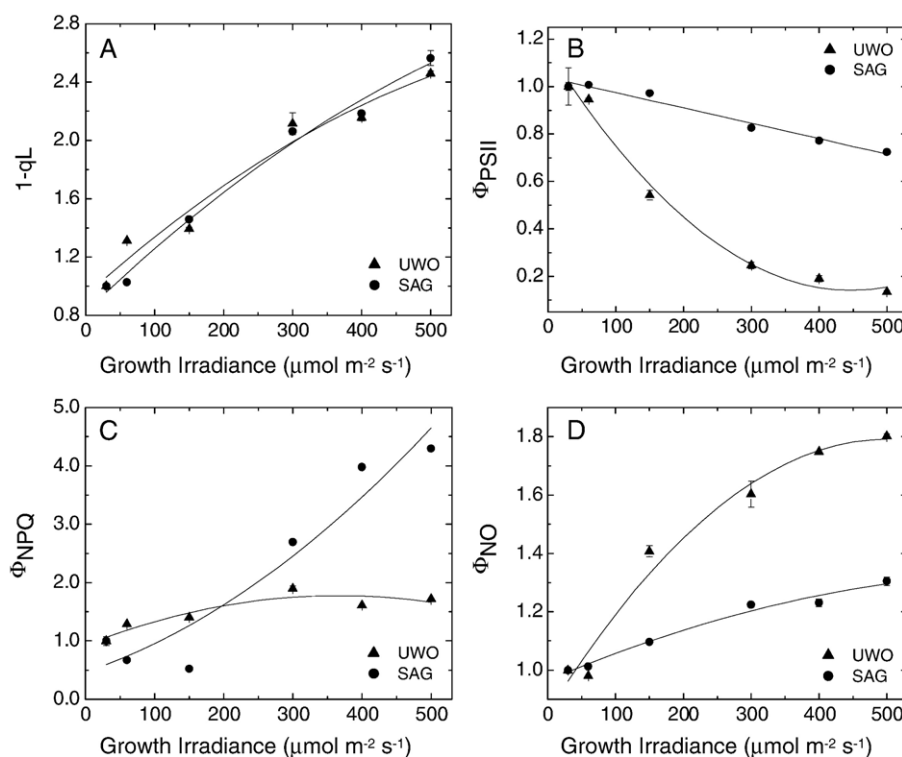 A
2.8
2.4
2.0
1.6
1.2
0.8
1-qL
UWO
SAG
0 100 200 300 400 500
Growth Irradiance (μmol m-2 s-1)
B
1.2
1.0
0.8
0.6
0.4
0.2
ΦPSII
UWO
SAG
0 100 200 300 400 500
Growth Irradiance (μmol m-2 s-1)
C
5.0
4.0
3.0
2.0
1.0
0.0
ΦNPQ
UWO
SAG
0 100 200 300 400 500
Growth Irradiance (μmol m-2 s-1)
D
1.8
1.6
1.4
1.2
1.0
ΦNO
UWO
SAG
0 100 200 300 400 500
Growth Irradiance (μmol m-2 s-1)